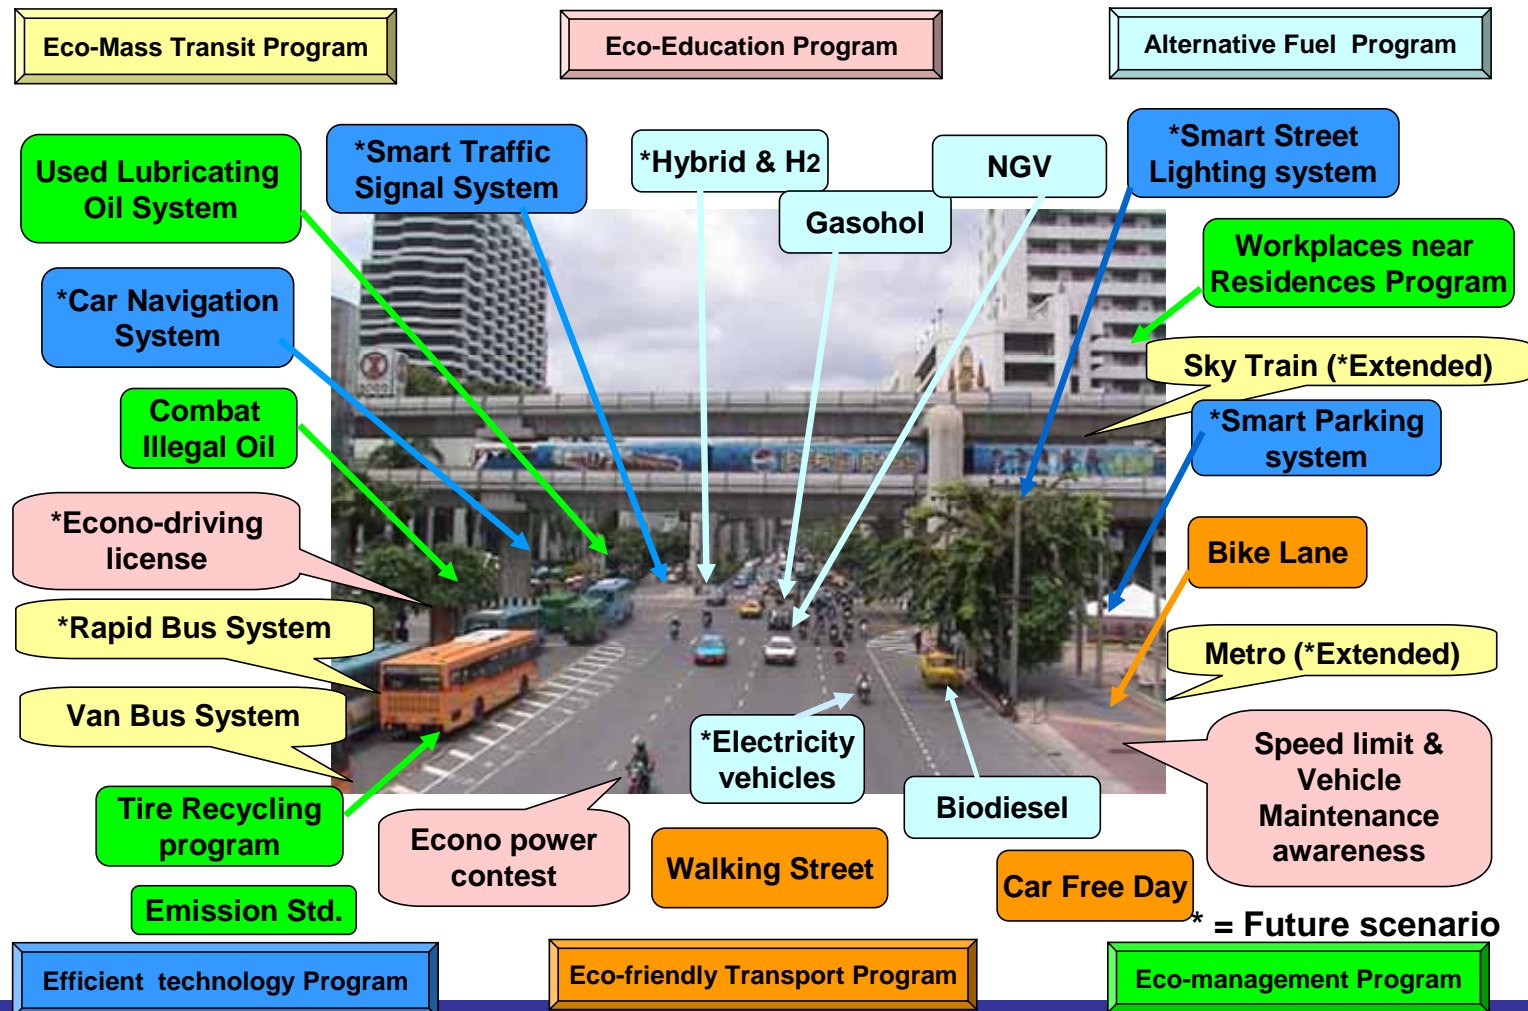 Eco-Mass Transit Program
Eco-Education Program
Alternative Fuel  Program
Used Lubricating
Oil System
*Smart Traffic
Signal System
*Hybrid & H2
Gasohol
NGV
*Smart Street
Lighting system
Workplaces near
Residences Program
*Car Navigation
System
Sky Train (*Extended)
Combat
Illegal Oil
*Smart Parking
system
PEPSI
*Econo-driving
license
Bike Lane
*Rapid Bus System
Metro (*Extended)
Van Bus System
*Electricity
vehicles
Biodiesel
Speed limit &
Vehicle
Maintenance
awareness
Tire Recycling
program
Econo power
contest
Walking Street
Car Free Day
Emission Std.
* = Future scenario
Efficient  technology Program
Eco-friendly Transport Program
Eco-management Program